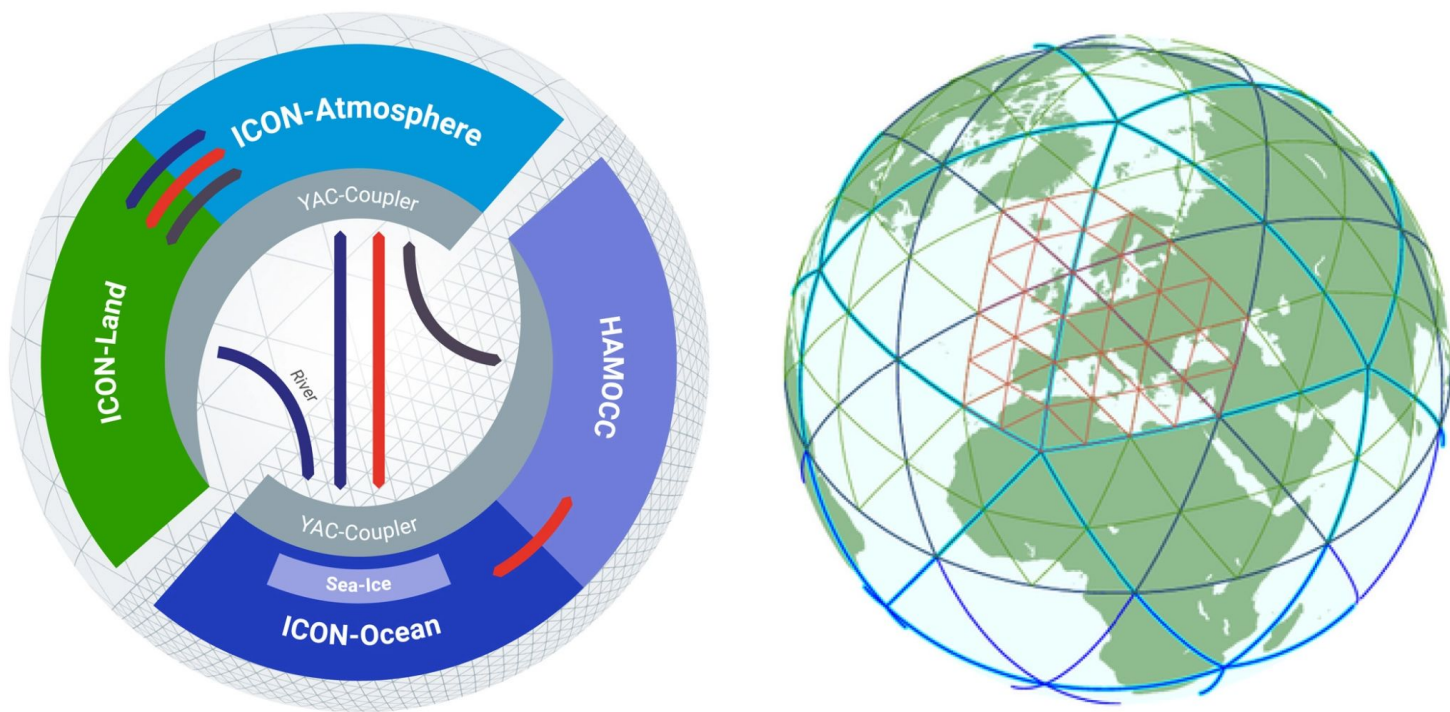 ICON-Atmosphere
YAC-Coupler
ICON-Land
HAMOCC
River
YAC-Coupler
Sea-Ice
ICON-Ocean